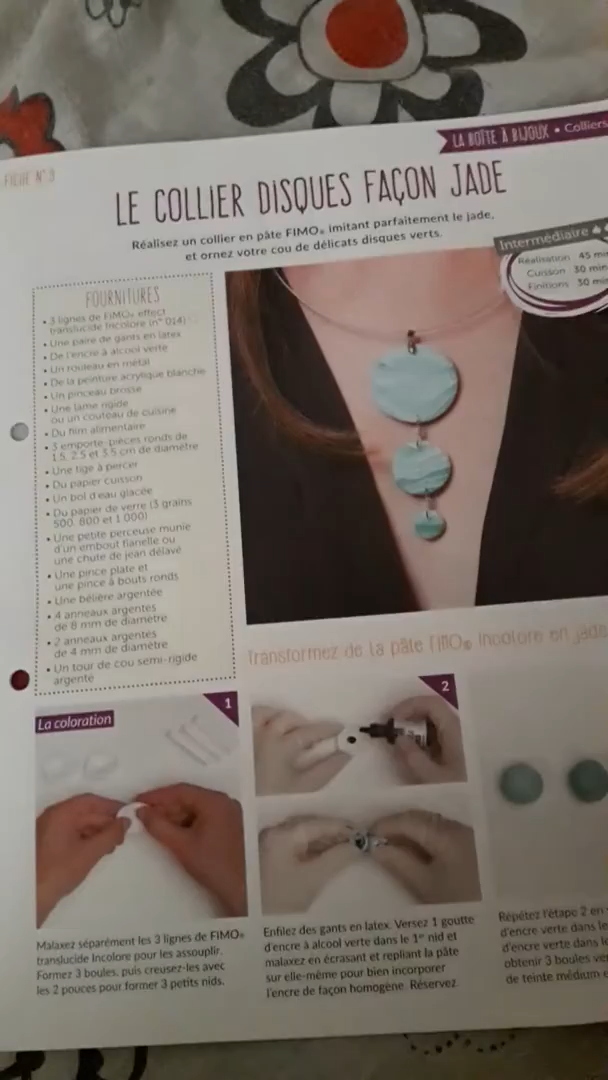 LA BOÎTE À BIJOUX • Colliers
FICHE N° 3
LE COLLIER DISQUES FAÇON JADE
Réalisez un collier en pâte FIMO® imitant parfaitement le jade,
et ornez votre cou de délicats disques verts.
Intermédiaire
Réalisation 45 min
Cuisson 30 min
Finitions 30 min
FOURNITURES
• 3 lignes de FIMO® effect
translucide Incolore (n° 014)
• Une paire de gants en latex
• De l'encre à alcool verte
• Un rouleau en métal
• De la peinture acrylique blanche
• Un pinceau brosse
• Une lame rigide
ou un couteau de cuisine
• Du film alimentaire
• 3 emporte-pièces ronds de
1,5, 2,5 et 3,5 cm de diamètre
• Une tige à percer
• Du papier cuisson
• Un bol d'eau glacée
• Du papier de verre (3 grains
500, 800 et 1 000)
• Une petite perceuse munie
d'un embout flanelle ou
une chute de jean délavé
• Une pince plate et
une pince à bouts ronds
• Une bélière argentée
• 4 anneaux argentés
de 8 mm de diamètre
• 2 anneaux argentés
de 4 mm de diamètre
• Un tour de cou semi-rigide
argenté
Transformez de la pâte FIMO® Incolore en jade
La coloration
1
2
Malaxez séparément les 3 lignes de FIMO®
translucide Incolore pour les assouplir.
Formez 3 boules, puis creusez-les avec
les 2 pouces pour former 3 petits nids.
Enfilez des gants en latex. Versez 1 goutte
d'encre à alcool verte dans le 1er nid et
malaxez en écrasant et repliant la pâte
sur elle-même pour bien incorporer
l'encre de façon homogène. Réservez.
Répétez l'étape 2 en
d'encre verte dans le
d'encre verte dans le
obtenir 3 boules
de teinte médium